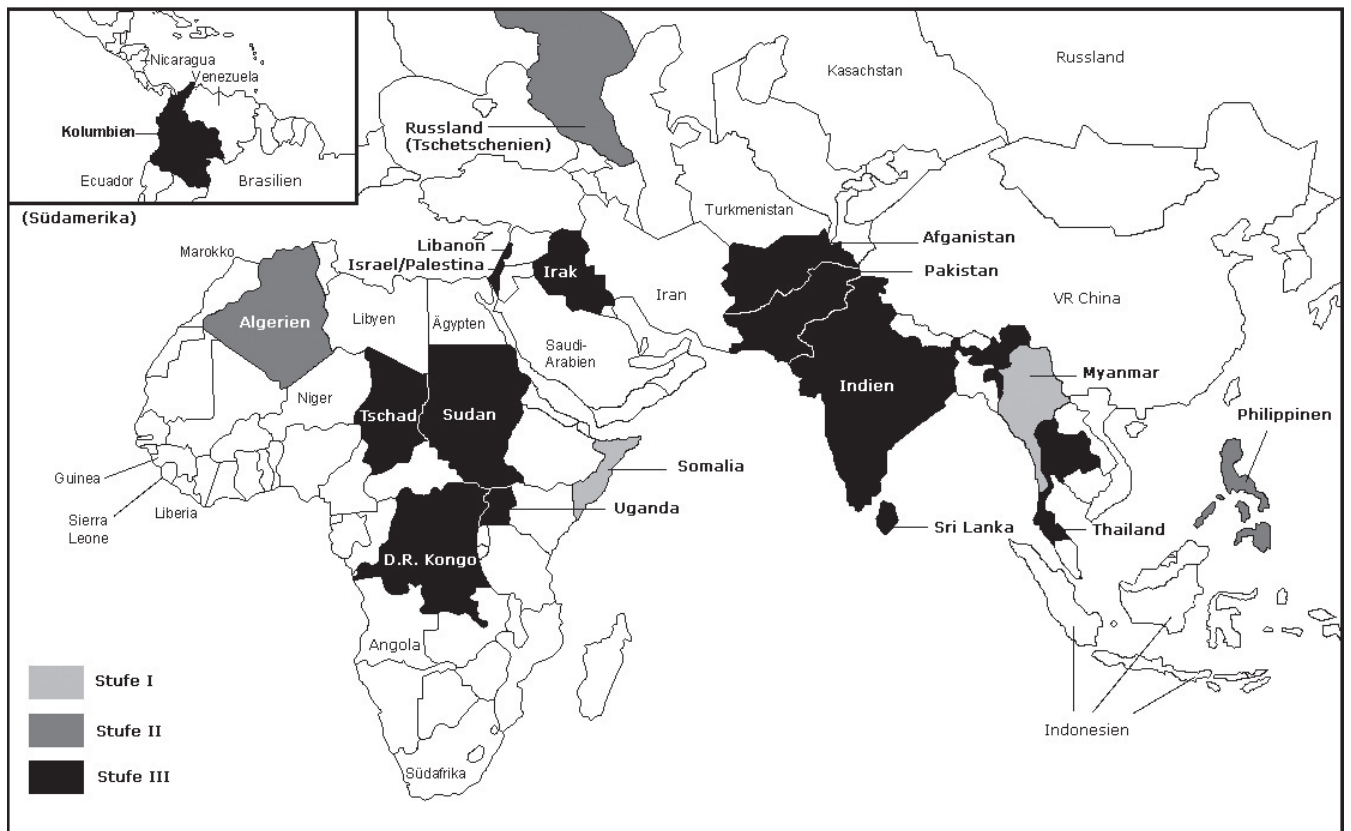 Nicaragua
Venezuela
Kolumbien
Ecuador
Brasilien
(Südamerika)
Russland
(Tschetschenien)
Kasachstan
Russland
Turkmenistan
Marokko
Libanon
Israel/Palestina
Irak
Afganistan
Pakistan
Iran
VR China
Algerien
Libyen
Ägypten
Saudi-
Arabien
Niger
Tschad
Sudan
Indien
Myanmar
Philippinen
Guinea
Sierra
Leone
Liberia
Somalia
Uganda
Sri Lanka
Thailand
D.R. Kongo
Angola
Südafrika
Indonesien
Stufe I
Stufe II
Stufe III